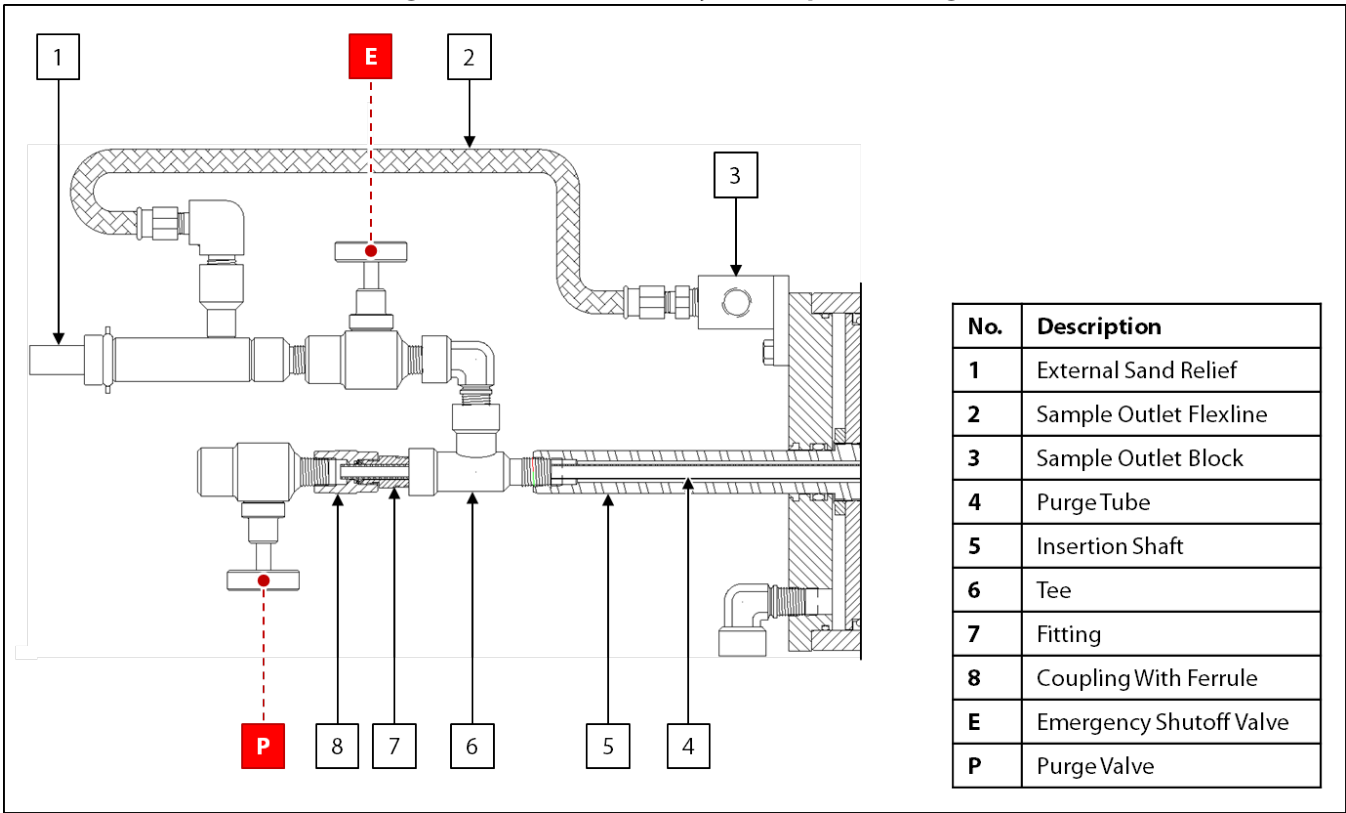 1
E
2
3
P
8
7
6
5
4
No. Description
1 External Sand Relief
2 Sample Outlet Flexline
3 Sample Outlet Block
4 Purge Tube
5 Insertion Shaft
6 Tee
7 Fitting
8 Coupling With Ferrule
E Emergency Shutoff Valve
P Purge Valve